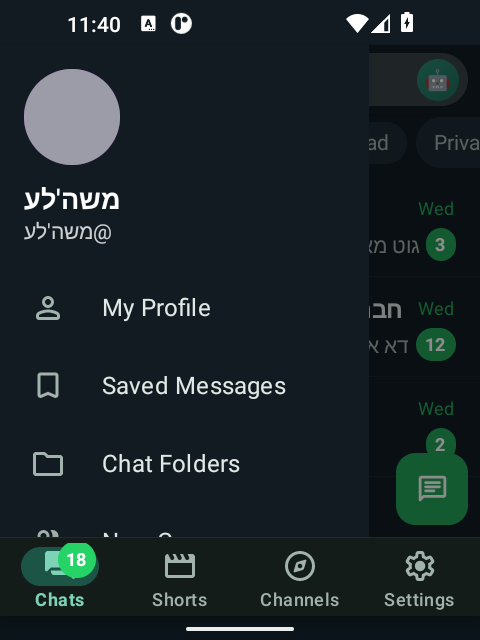 11:40
משה'לע
@משה'לע
My Profile
Saved Messages
Chat Folders
Priva
Wed
גוט
3
Wed
12
Wed
2
18
Chats
Shorts
Channels
Settings